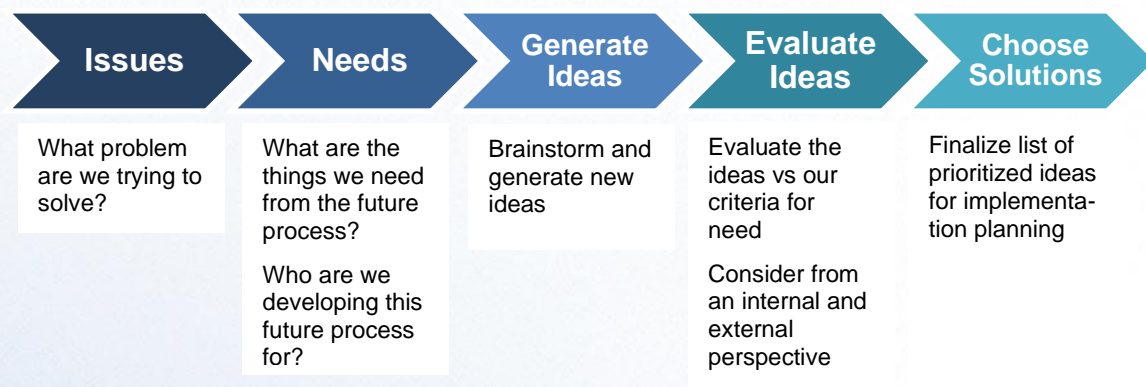 Issues
What problem
are we trying to
solve?
Needs
What are the
things we need
from the future
process?
Who are we
developing this
future process
for?
Generate
Ideas
Brainstorm and
generate new
ideas
Evaluate
Ideas
Evaluate the
ideas vs our
criteria for
need
Consider from
an internal and
external
perspective
Choose
Solutions
Finalize list of
prioritized ideas
for implementa-
tion planning